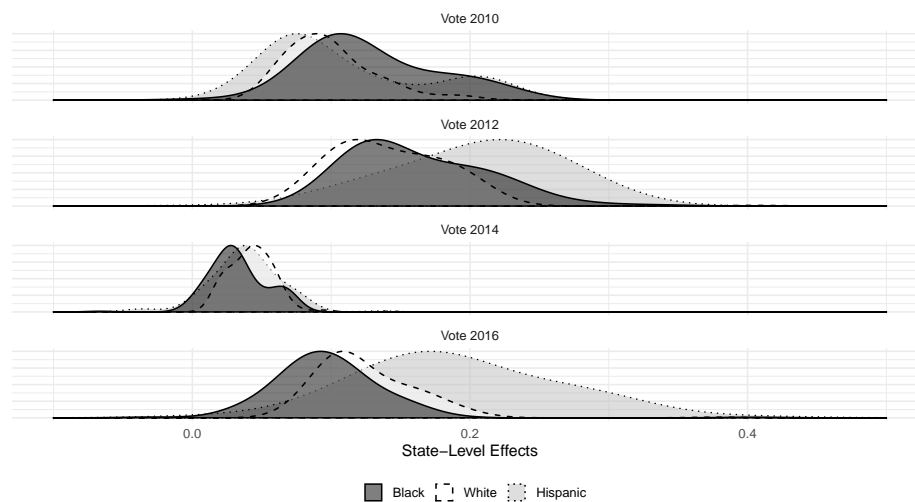 Vote 2010
Vote 2012
Vote 2014
Vote 2016
0.0 0.2 0.4
State−Level Effects
Black White Hispanic